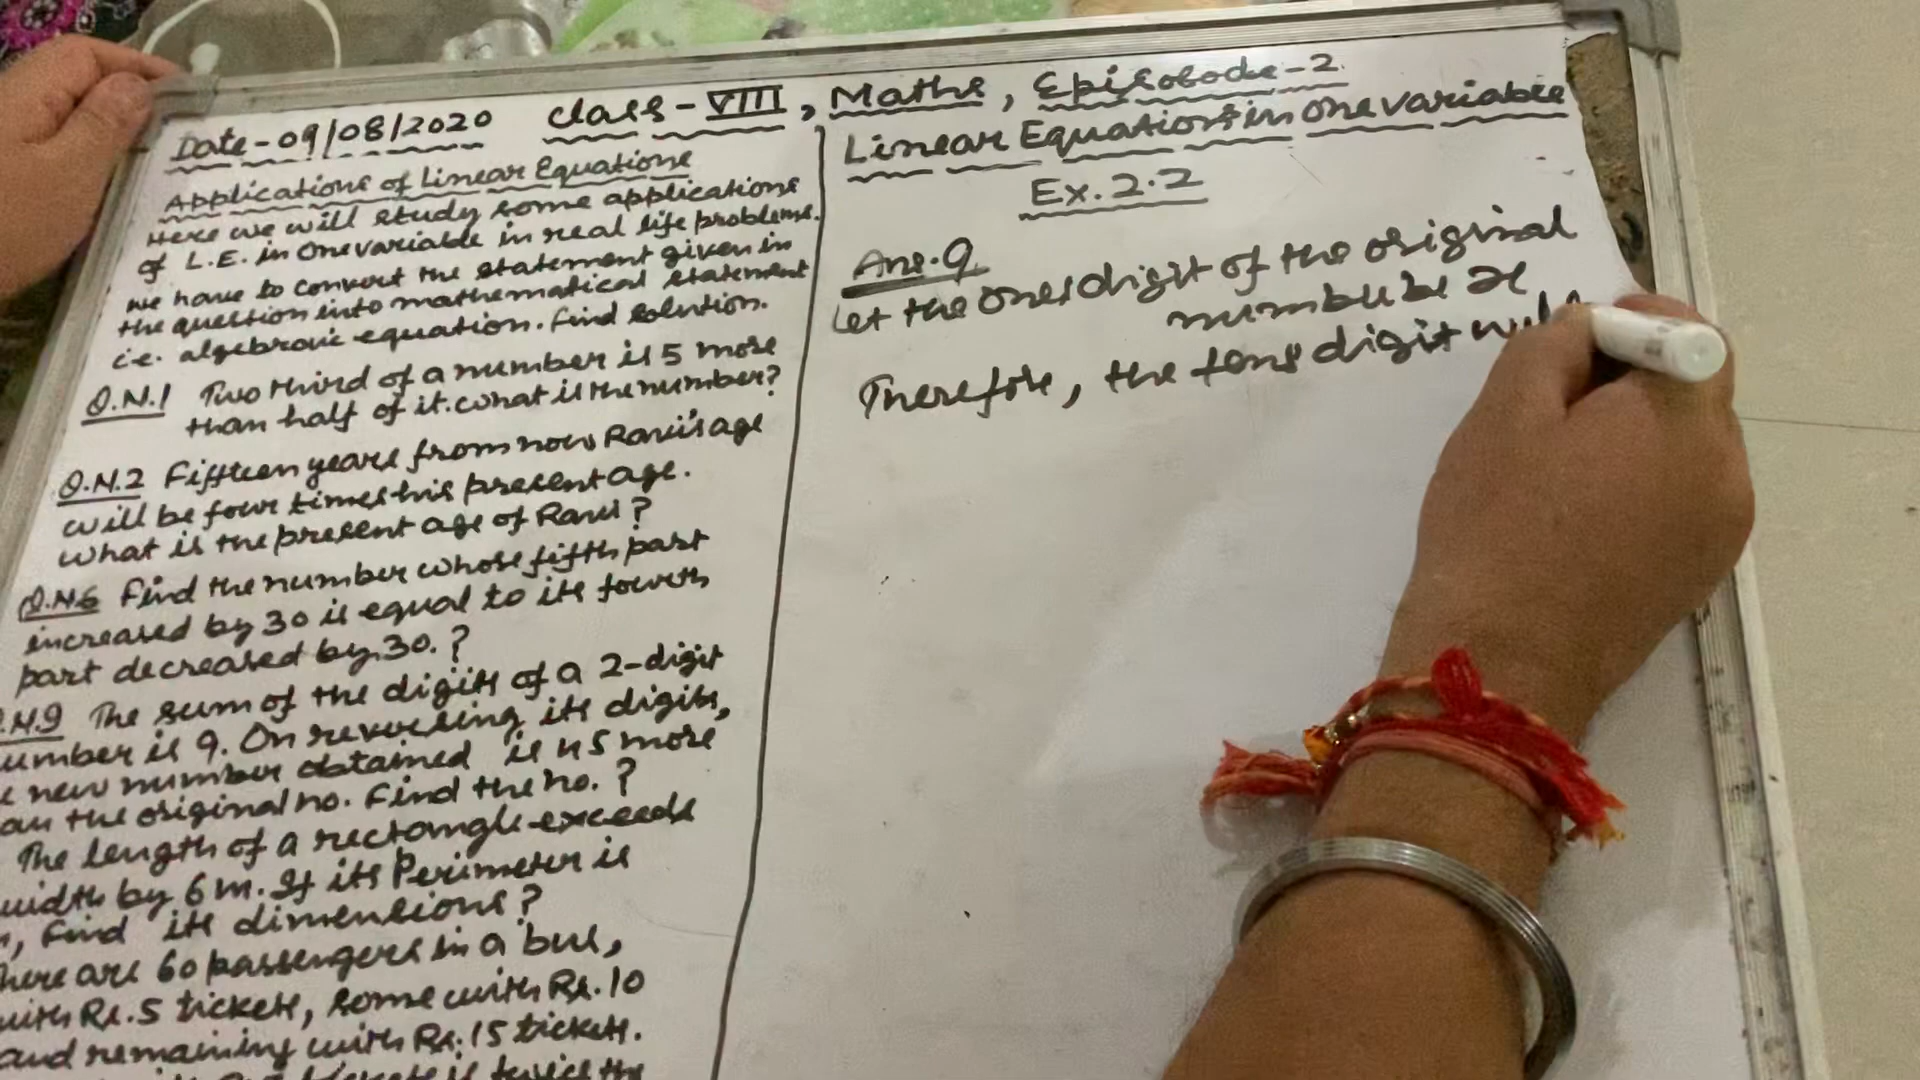 Date-09/08/2020 Class-VIII, Maths, Episobode-2
Applications of Linear Equations
Here we will study some applications
of L.E. in One variable in real life problems.
we have to convert the statement given in
the question into mathematical statement
i.e. algebraic equation. find solution.
Q.N.1 Two third of a number is 5 more
than half of it. what is the number?
Q.N.2 Fifteen years from now Ravi's age
will be four times his present age.
what is the present age of Ravi?
Q.N.6 Find the number whose fifth part
increased by 30 is equal to its fourth
part decreased by 30.?
.N.9 The sum of the digits of a 2-digit
umber is 9. On reversing its digits,
new number obtained is 45 more
an the original no. Find the no.?
The length of a rectangle exceeds
width by 6m. If its Perimeter is
, find its dimensions?
here are 60 passengers in a bus,
with Rs.5 tickets, some with Rs.10
and remaining with Rs.15 tickets.
twice the
Linear Equations in One variable
Ex. 2.2
Ans.9
Let the ones digit of the original
number be x
Therefore, the tens digit will